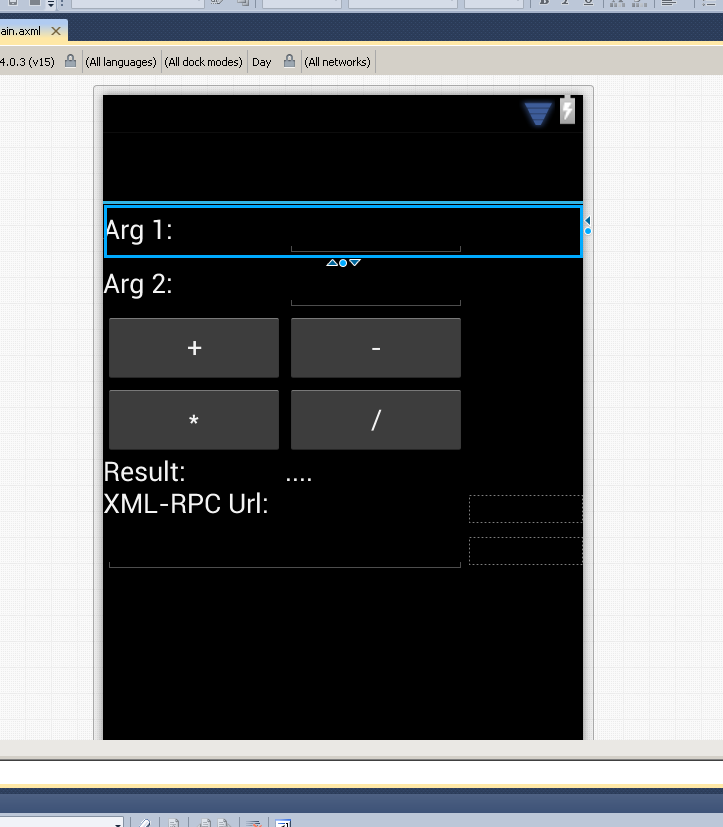 ain.axml
4.0.3 (v15) (All languages) (All dock modes) Day (All networks)
Arg 1:
Arg 2:
+ -
* /
Result: ....
XML-RPC Url: